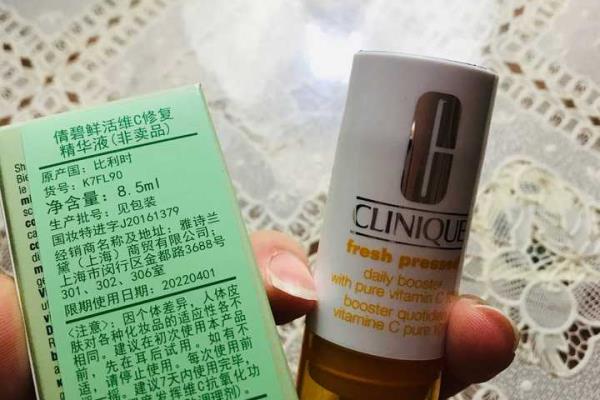 倩碧鲜活维C修复
精华液(非卖品)
原产国：比利时
货号：K7FL90
净含量：8.5ml
生产批号：见包装
国妆特进字J20161379
经销商名称及地址：雅诗兰
黛（上海）商贸有限公司；
上海市闵行区金都路3688号
301、302、306室
限期使用日期：20220401
<注意>：因个体差异，人体皮
肤对各种化妆品的适应性各不
相同。建议在初次使用本产品
前，先在耳后试用。如有不
适，请停止使用。每次使用前
建议7天内使用完毕，
发挥维C抗氧化功
CLINIQUE
fresh pressed
daily booster
with pure vitamin C
booster quotidien
vitamine C pure